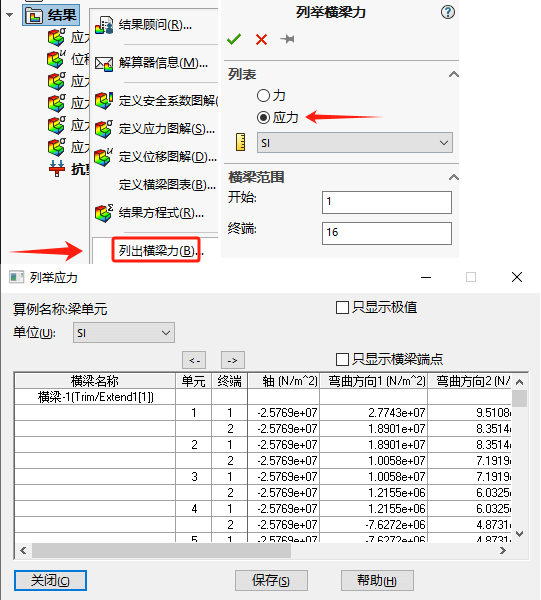 结果
应力
位移
应力
应力
应力
应力
抗震
结果顾问(R)...
解算器信息(M)...
定义安全系数图解(
定义应力图解(S)...
定义位移图解(D)...
定义横梁图表(B)...
结果方程式(R)...
列出横梁力(B)...
列举横梁力
列表
力
应力
SI
横梁范围
开始:
1
终端:
16
列举应力
算例名称:梁单元
只显示极值
单位(U):
SI
<-
->
只显示横梁端点
横梁名称 单元 终端 轴 (N/m^2) 弯曲方向1 (N/m^2) 弯曲方向2 (N/m^
横梁-1(Trim/Extend1[1])
1 1 -2.5769e+07 2.7743e+07 9.5108e
2 -2.5769e+07 1.8901e+07 8.3514e
2 1 -2.5769e+07 1.8901e+07 8.3514e
2 -2.5769e+07 1.0058e+07 7.1919e
3 1 -2.5769e+07 1.0058e+07 7.1919e
2 -2.5769e+07 1.2155e+06 6.0325e
4 1 -2.5769e+07 1.2155e+06 6.0325e
2 -2.5769e+07 -7.6272e+06 4.8731e
5 1 -2.5769e+07 -7.6272e+06 4.8731e
关闭(C)
保存(S)
帮助(H)